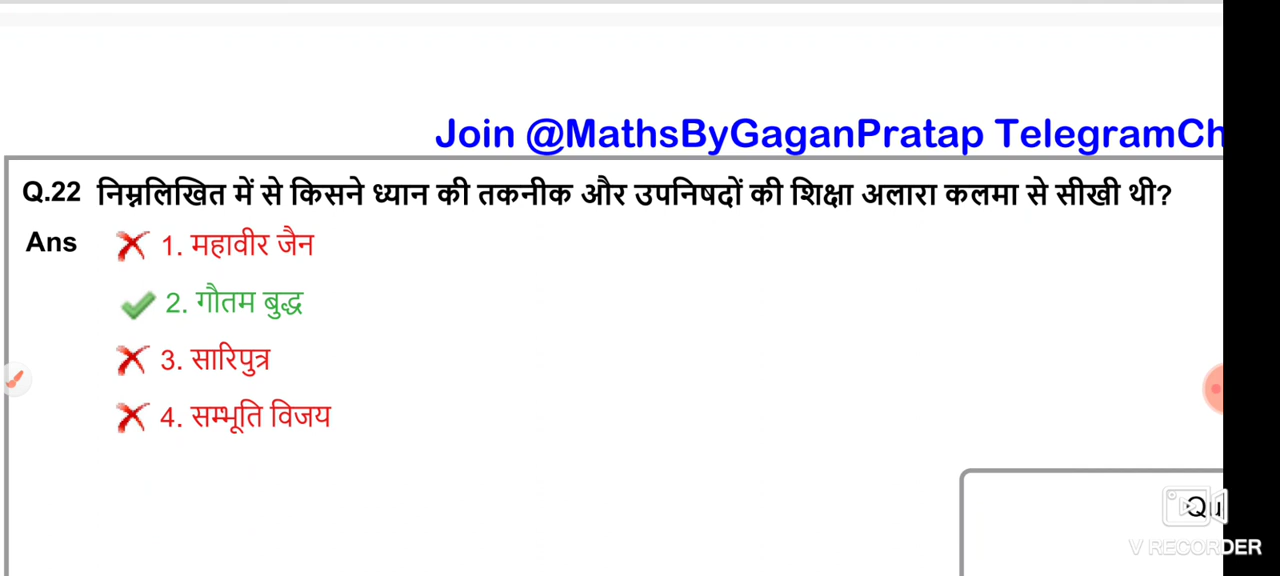 Join @MathsByGaganPratap TelegramCh
Q.22 निम्नलिखित में से किसने ध्यान की तकनीक और उपनिषदों की शिक्षा अलारा कलमा से सीखी थी?
Ans 1. महावीर जैन
2. गौतम बुद्ध
3. सारिपुत्र
4. सम्भूति विजय
Qu
V RECORDER